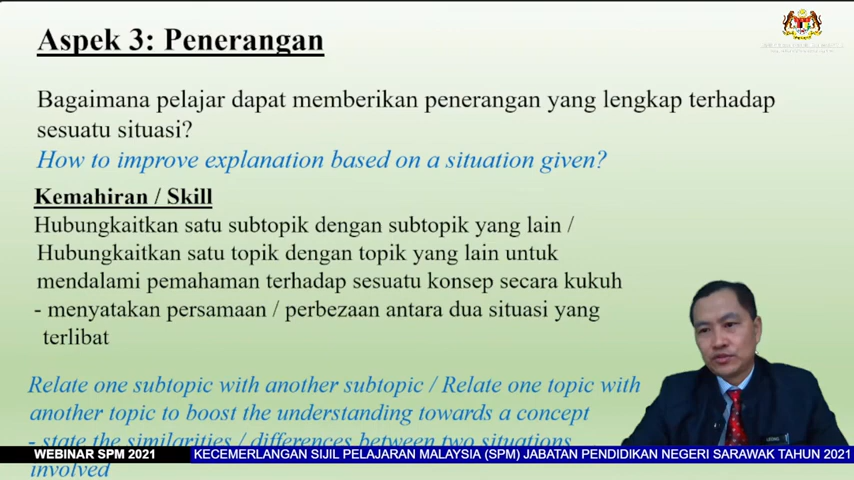 Aspek 3: Penerangan
Bagaimana pelajar dapat memberikan penerangan yang lengkap terhadap
sesuatu situasi?
How to improve explanation based on a situation given?
Kemahiran / Skill
Hubungkaitkan satu subtopik dengan subtopik yang lain /
Hubungkaitkan satu topik dengan topik yang lain untuk
mendalami pemahaman terhadap sesuatu konsep secara kukuh
- menyatakan persamaan / perbezaan antara dua situasi yang
terlibat
Relate one subtopic with another subtopic / Relate one topic with
another topic to boost the understanding towards a concept
- state the similarities / differences between two situations
involved
WEBINAR SPM 2021
KECEMERLANGAN SIJIL PELAJARAN MALAYSIA (SPM) JABATAN PENDIDIKAN NEGERI SARAWAK TAHUN 2021